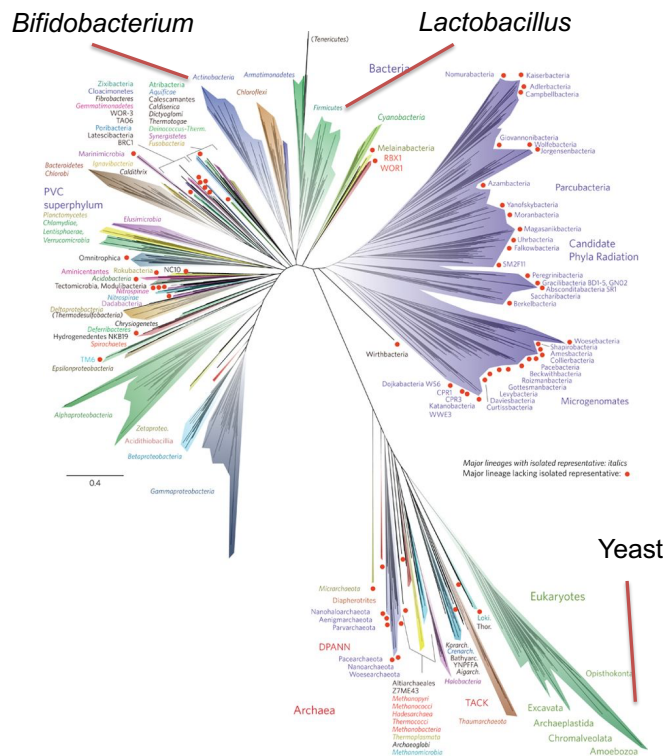 Bifidobacterium
Lactobacillus
(Tenericutes)
Actinobacteria
Armatimonadetes
Bacteria
Nomurabacteria
Kaiserbacteria
Zixibacteria
Atribacteria
Adlerbacteria
Cloacimonetes
Aquificae
Chloroflexi
Campbellbacteria
Fibrobacteres
Calescamantes
Firmicutes
Gemmatimonadetes
Caldiserica
WOR-3
Dictyoglomi
Cyanobacteria
TA06
Thermotogae
Poribacteria
Deinococcus-Therm.
Giovannonibacteria
Latescibacteria
Synergistetes
Wolfebacteria
BRC1
Fusobacteria
Melainabacteria
Jorgensenbacteria
Marinimicrobia
RBX1
Bacteroidetes
Ignavibacteria
WOR1
Chlorobi
Caldithrix
Azambacteria
Parcubacteria
PVC
superphylum
Yanofskybacteria
Planctomycetes
Elusimicrobia
Moranbacteria
Chlamydiae,
Lentisphaerae,
Magasanikbacteria
Verrucomicrobia
Uhrbacteria
Candidate
Falkowbacteria
Phyla Radiation
Omnitrophica
SM2F11
Aminicentantes
Rokubacteria
NC10
Acidobacteria
Peregrinibacteria
Tectomicrobia, Modulibacteria
Gracilibacteria BD1-5, GN02
Nitrospinae
Absconditabacteria SR1
Nitrospirae
Saccharibacteria
Dadabacteria
Berkelbacteria
Deltaproteobacteria
(Thermodesulfobacteria)
Chrysiogenetes
Deferribacteres
Hydrogenedentes NKB19
Woesebacteria
Spirochaetes
Wirthbacteria
Shapirobacteria
TM6
Amesbacteria
Epsilonproteobacteria
Collierbacteria
Pacebacteria
Beckwithbacteria
Dojkabacteria WS6
Roizmanbacteria
CPR1
Gottesmanbacteria
CPR3
Levybacteria
Microgenomates
Katanobacteria
Daviesbacteria
WWE3
Curtissbacteria
Alphaproteobacteria
Zetaproteo.
Acidithiobacillia
Betaproteobacteria
Major lineages with isolated representative: italics
0.4
Major lineage lacking isolated representative:
Gammaproteobacteria
Yeast
Micrarchaeota
Eukaryotes
Diapherotrites
Nanohaloarchaeota
Loki.
Aenigmarchaeota
Thor.
Parvarchaeota
DPANN
Korarch.
Crenarch.
Opisthokonta
Pacearchaeota
Bathyarc.
Nanoarchaeota
YNPFFA
Woesearchaeota
Aigarch.
Altiarchaeales
Halobacteria
Z7ME43
Methanopyri
TACK
Excavata
Archaea
Methanococci
Hadesarchaea
Archaeplastida
Thermococci
Thaumarchaeota
Methanobacteria
Chromalveolata
Thermoplasmata
Archaeoglobi
Amoebozoa
Methanomicrobia